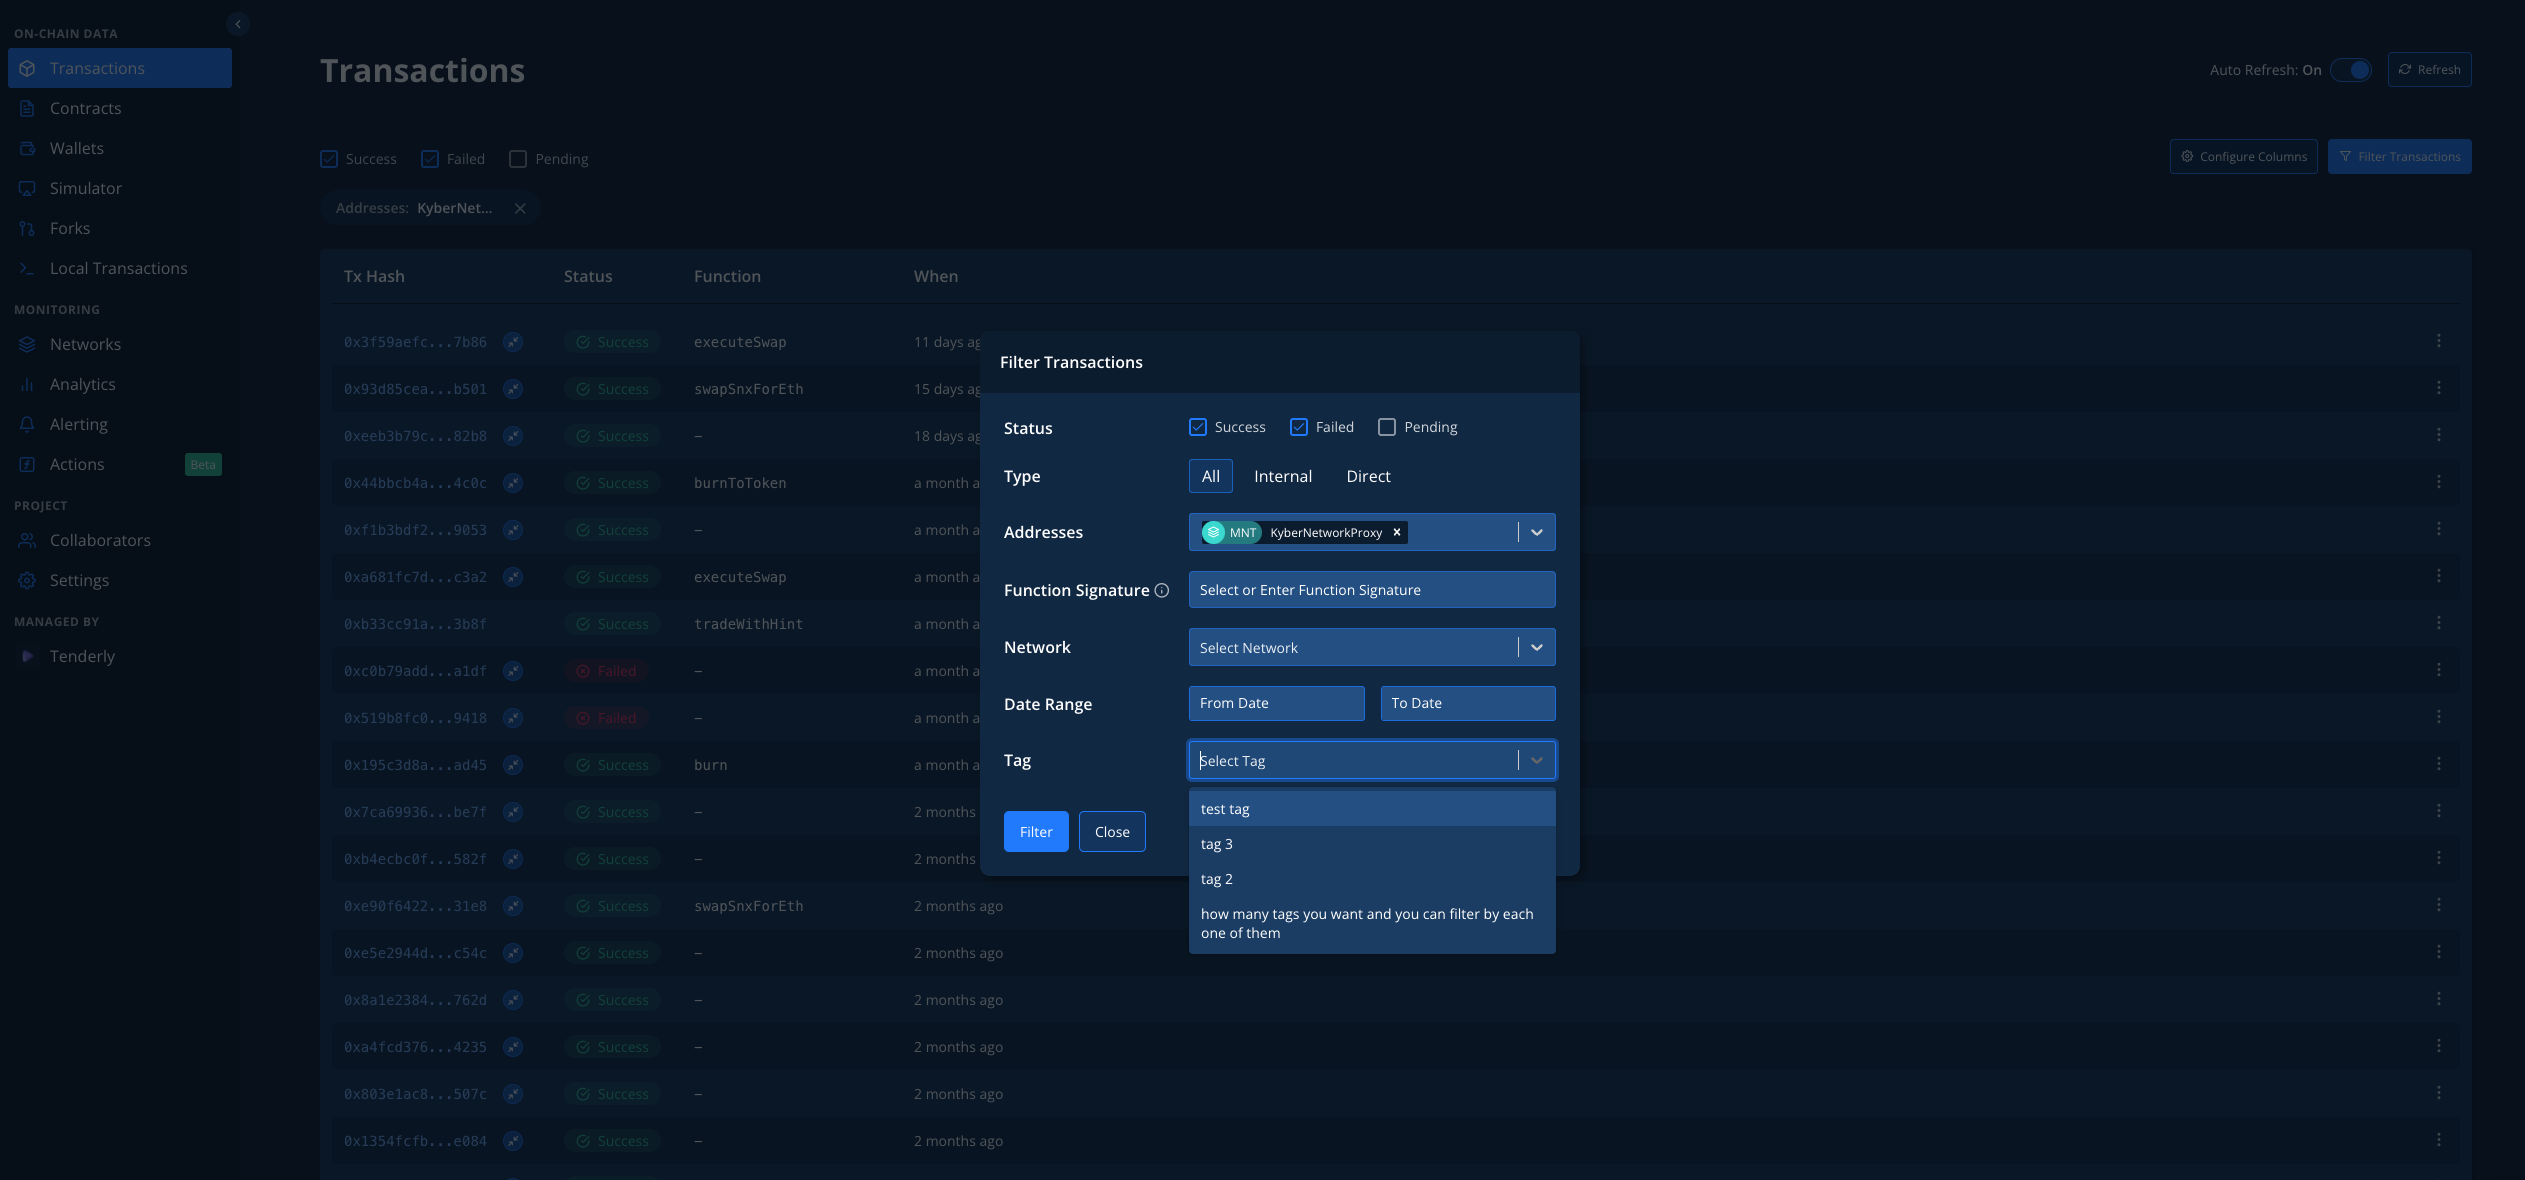 ON-CHAIN DATA
Transactions
Contracts
Wallets
Simulator
Forks
Local Transactions
MONITORING
Networks
Analytics
Alerting
Actions Beta
PROJECT
Collaborators
Settings
MANAGED BY
Tenderly
Transactions
Auto Refresh: On Refresh
Success Failed Pending
Configure Columns Filter Transactions
Addresses: KyberNet...
Tx Hash Status Function When
0x3f59aefc...7b86 Success executeSwap 11 days ag
0x93d85cea...b501 Success swapSnxForEth 15 days ag
0xeeb3b79c...82b8 Success – 18 days ag
0x44bbcb4a...4c0c Success burnToToken a month a
0xf1b3bdf2...9053 Success – a month a
0xa681fc7d...c3a2 Success executeSwap a month a
0xb33cc91a...3b8f Success tradeWithHint a month a
0xc0b79add...a1df Failed – a month a
0x519b8fc0...9418 Failed – a month a
0x195c3d8a...ad45 Success burn a month a
0x7ca69936...be7f Success – 2 months
0xb4ecbc0f...582f Success – 2 months
0xe90f6422...31e8 Success swapSnxForEth 2 months ago
0xe5e2944d...c54c Success – 2 months ago
0x8a1e2384...762d Success – 2 months ago
0xa4fcd376...4235 Success – 2 months ago
0x803e1ac8...507c Success – 2 months ago
0x1354fcfb...e084 Success – 2 months ago
Filter Transactions
Status Success Failed Pending
Type All Internal Direct
Addresses MNT KyberNetworkProxy
Function Signature Select or Enter Function Signature
Network Select Network
Date Range From Date To Date
Tag Select Tag
test tag
tag 3
tag 2
how many tags you want and you can filter by each
one of them
Filter Close